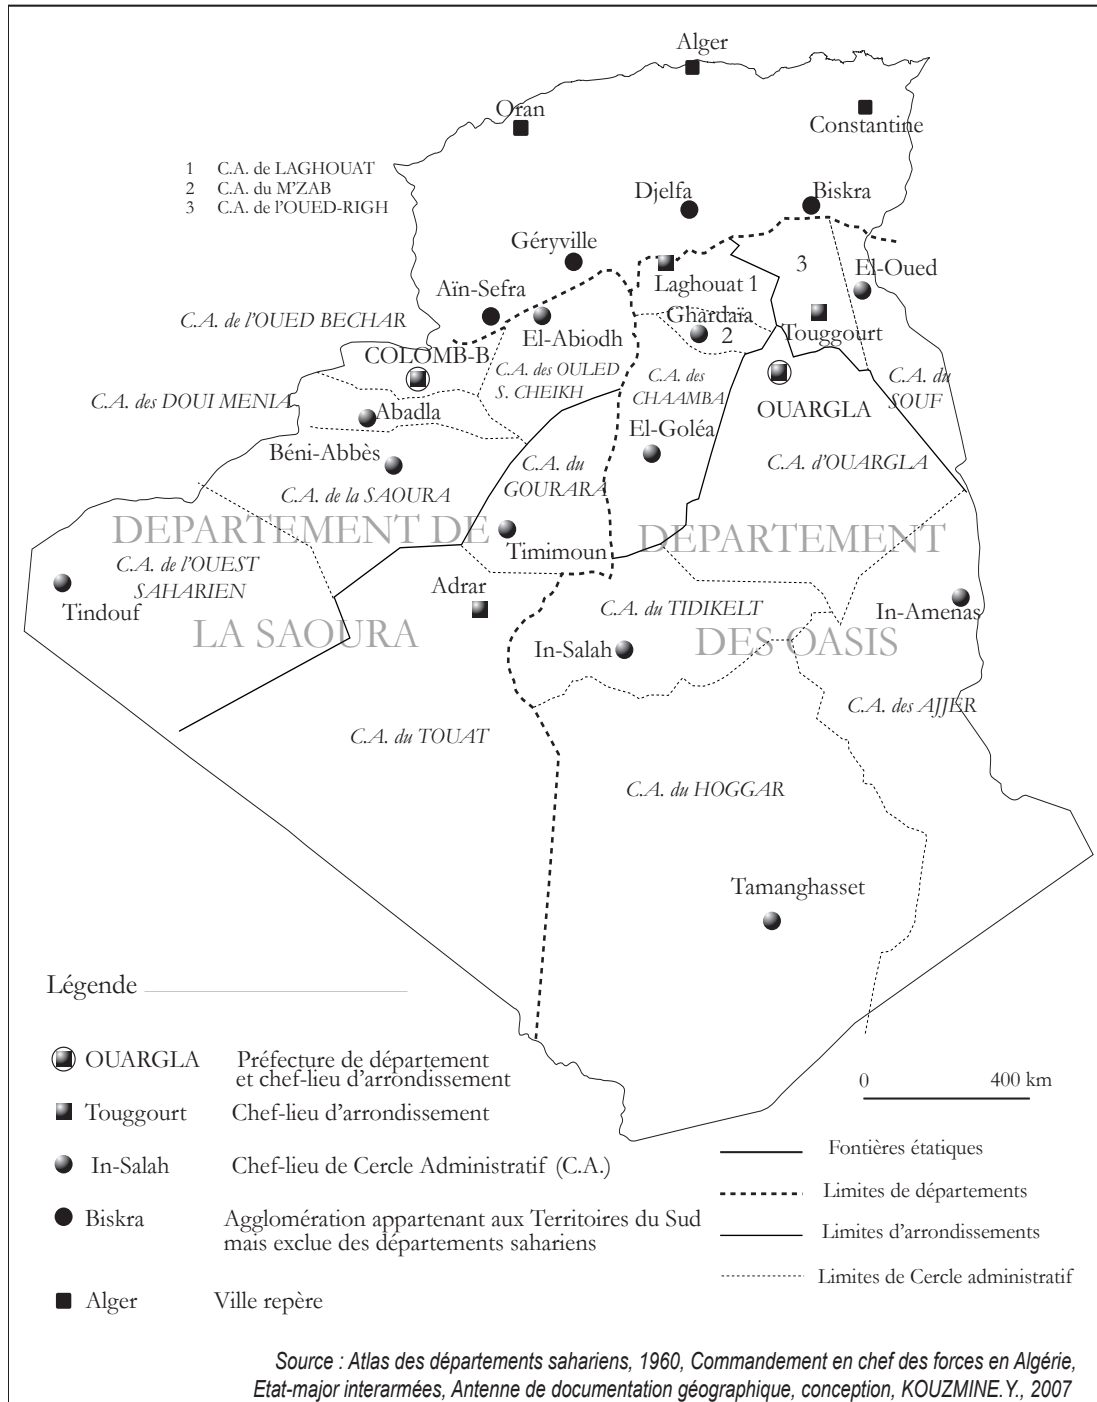 Alger
Oran
Constantine
1 C.A. de LAGHOUAT
2 C.A. du M'ZAB
3 C.A. de l'OUED-RIGH
Djelfa
Biskra
Géryville
3
El-Oued
Aïn-Sefra
Laghouat 1
C.A. de l'OUED BECHAR
El-Abiodh
Ghardaïa
2
Touggourt
COLOMB-B
C.A. des OULED
S. CHEIKH
C.A. des
CHAAMBA
C.A. du
SOUF
C.A. des DOUI MENIA
Abadla
OUARGLA
El-Goléa
Béni-Abbès
C.A. du
GOURARA
C.A. d'OUARGLA
C.A. de la SAOURA
DEPARTEMENT DE
LA SAOURA
DEPARTEMENT
DES OASIS
Timimoun
C.A. de l'OUEST
SAHARIEN
Tindouf
Adrar
C.A. du TIDIKELT
In-Amenas
In-Salah
C.A. des AJJER
C.A. du TOUAT
C.A. du HOGGAR
Tamanghasset
Légende
OUARGLA Préfecture de département
et chef-lieu d'arrondissement
Touggourt Chef-lieu d'arrondissement
In-Salah Chef-lieu de Cercle Administratif (C.A.)
Biskra Agglomération appartenant aux Territoires du Sud
mais exclue des départements sahariens
Alger Ville repère
0 400 km
Fontières étatiques
Limites de départements
Limites d'arrondissements
Limites de Cercle administratif
Source : Atlas des départements sahariens, 1960, Commandement en chef des forces en Algérie,
Etat-major interarmées, Antenne de documentation géographique, conception, KOUZMINE.Y., 2007